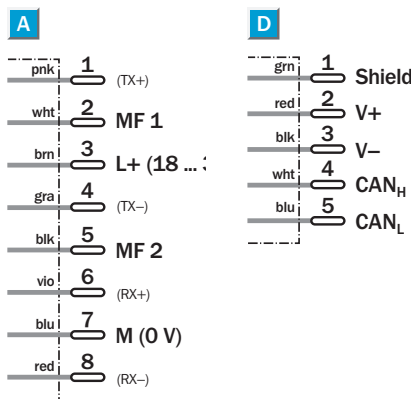 A
pnk 1 (TX+)
wht 2 MF 1
brn 3 L+ (18 ...
gra 4 (TX−)
blk 5 MF 2
vio 6 (RX+)
blu 7 M (0 V)
red 8 (RX−)
D
grn 1 Shield
red 2 V+
blk 3 V−
wht 4 CANH
blu 5 CANL